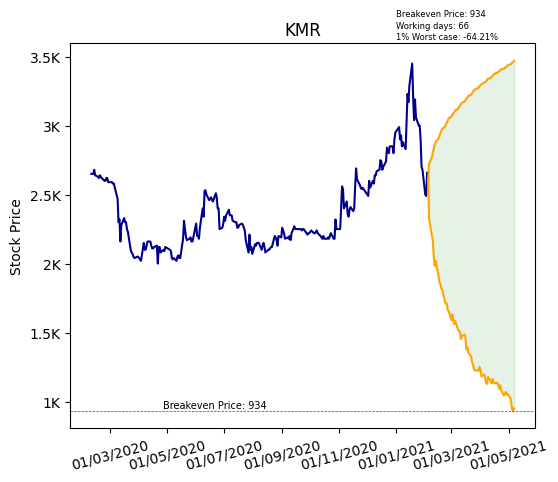 Breakeven Price: 934
Working days: 66
1% Worst case: -64.21%
KMR
3.5K
3K
2.5K
2K
1.5K
1K
Stock Price
Breakeven Price: 934
01/03/2020
01/05/2020
01/07/2020
01/09/2020
01/11/2020
01/01/2021
01/03/2021
01/05/2021